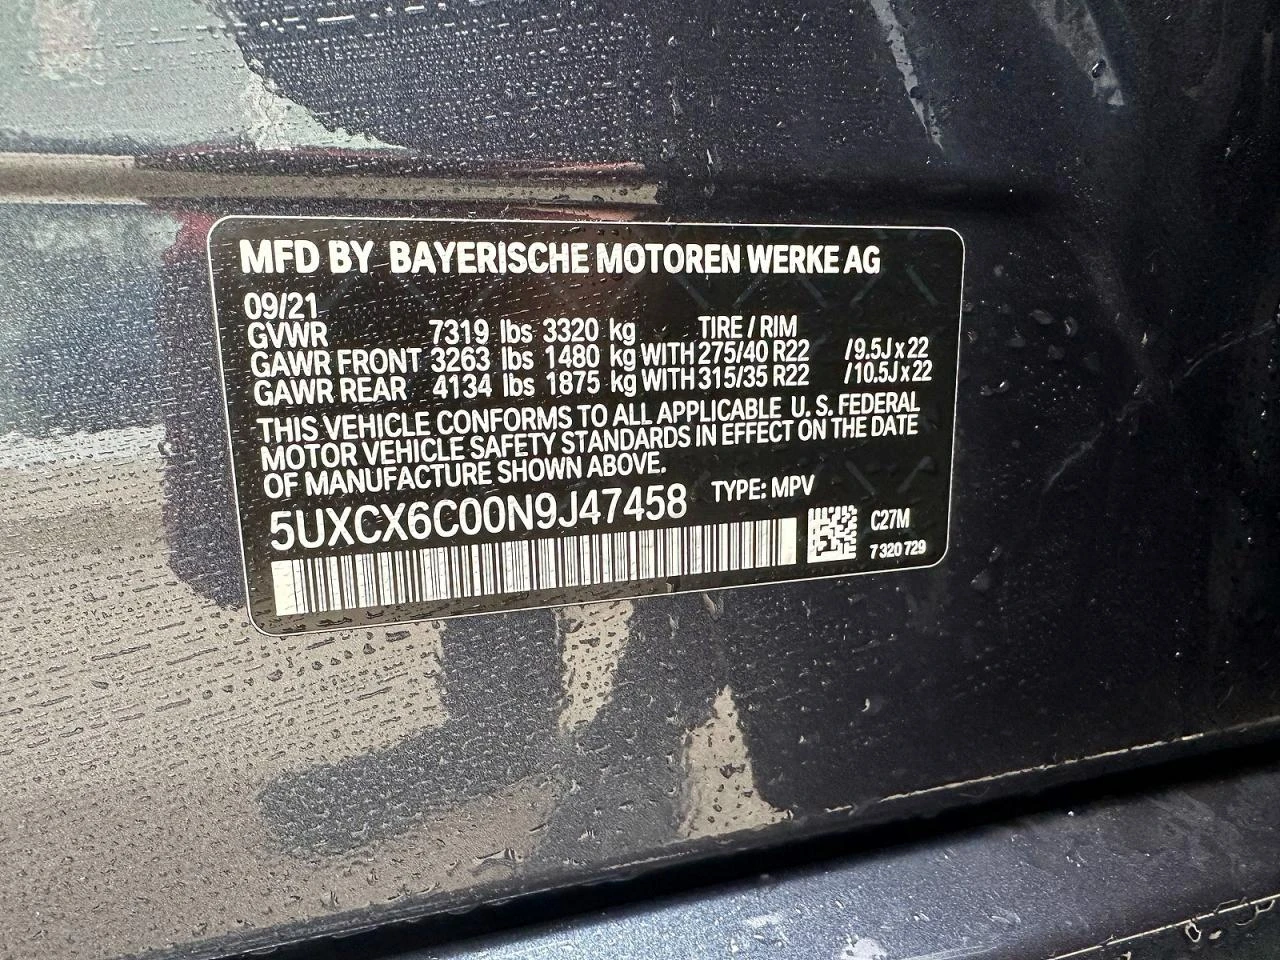 MFD BY BAYERISCHE MOTOREN WERKE AG
09/21
GVWR 7319 lbs 3320 kg TIRE / RIM
GAWR FRONT 3263 lbs 1480 kg WITH 275/40 R22 /9.5J x 22
GAWR REAR 4134 lbs 1875 kg WITH 315/35 R22 /10.5J x 22
THIS VEHICLE CONFORMS TO ALL APPLICABLE U. S. FEDERAL
MOTOR VEHICLE SAFETY STANDARDS IN EFFECT ON THE DATE
OF MANUFACTURE SHOWN ABOVE.
5UXCX6C00N9J47458 TYPE: MPV
C27M
7 320 729